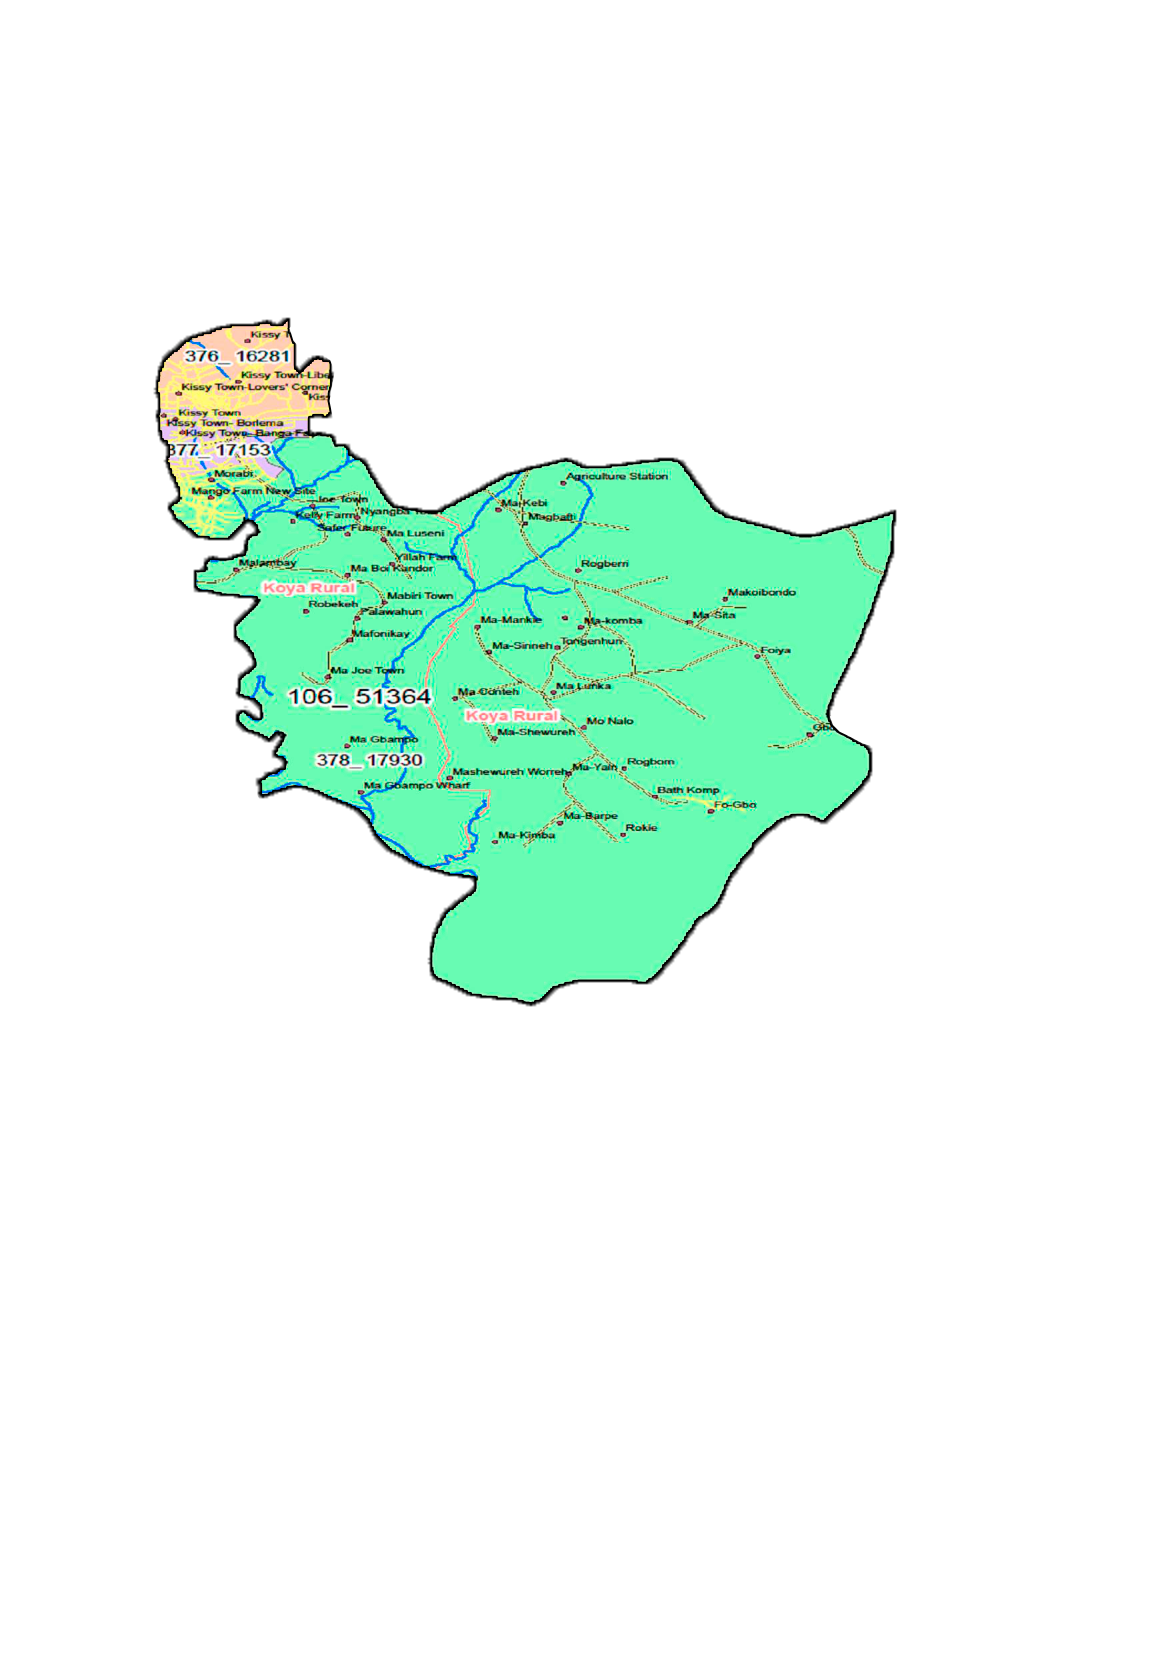 Kissy T
376_ 16281
Kissy Town-Libe
Kissy Town-Lovers' Corner
Kiss
Kissy Town
Kissy Town- Borlema
Kissy Town- Banga Fa
377_ 17153
Morabi
Mango Farm New Site
Joe Town
Nyangba
Kelly Farm
Safer Future
Ma Luseni
Yillah Farm
Malambay
Ma Boi Kandor
Koya Rural
Mabiri Town
Robekeh
Palawahun
Mafonikay
Ma Joe Town
106_ 51364
Ma Gbampo
378_ 17930
Ma Gbampo Wharf
Agriculture Station
Ma-Kebi
Magbafti
Rogberri
Makoibondo
Ma-Sita
Ma-Mankie
Ma-komba
Ma-Sirineh
Tongenhun
Foiya
Ma Conteh
Ma Lunka
Koya Rural
Mo Nalo
Ma-Shewureh
Gbo
Mashewureh Worreh
Ma-Yain
Rogborn
Bath Komp
Fo-Gbo
Ma-Barpe
Ma-Kimba
Rokie